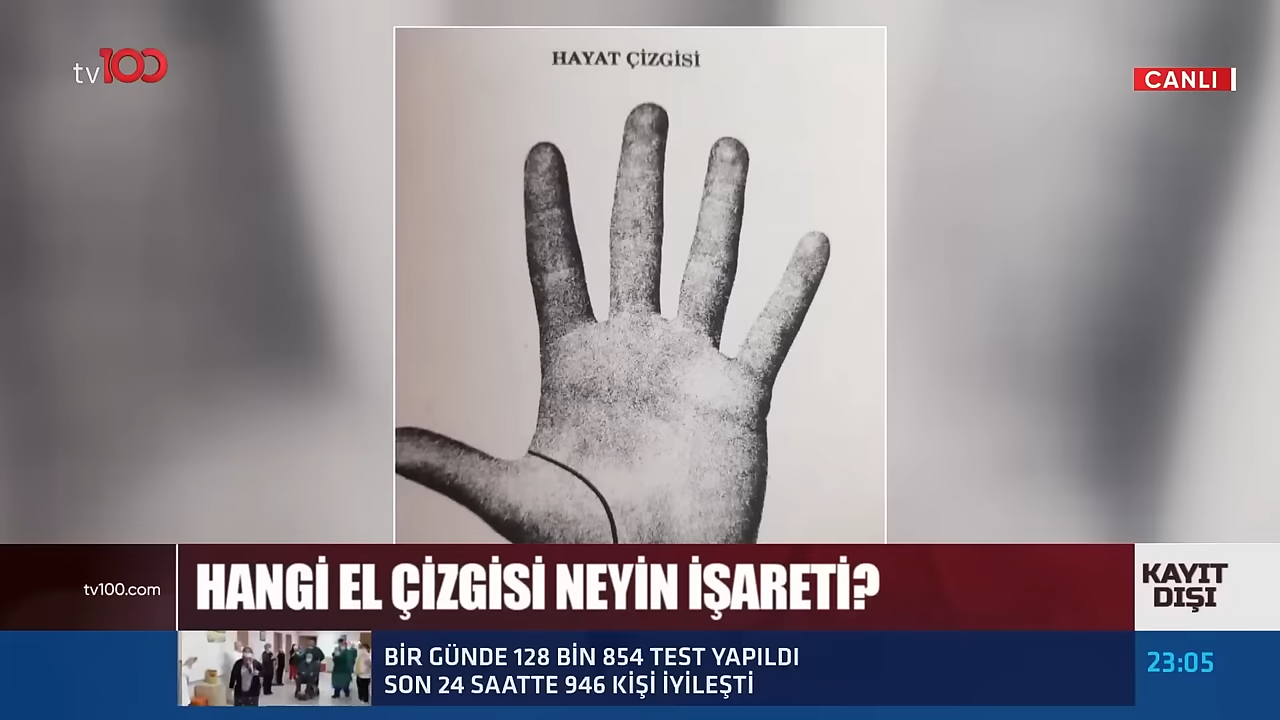 tv100
HAYAT ÇİZGİSİ
CANLI
tv100.com
HANGİ EL ÇİZGİSİ NEYİN İŞARETİ?
KAYIT
DIŞI
BİR GÜNDE 128 BİN 854 TEST YAPILDI
SON 24 SAATTE 946 KİŞİ İYİLEŞTİ
23:05